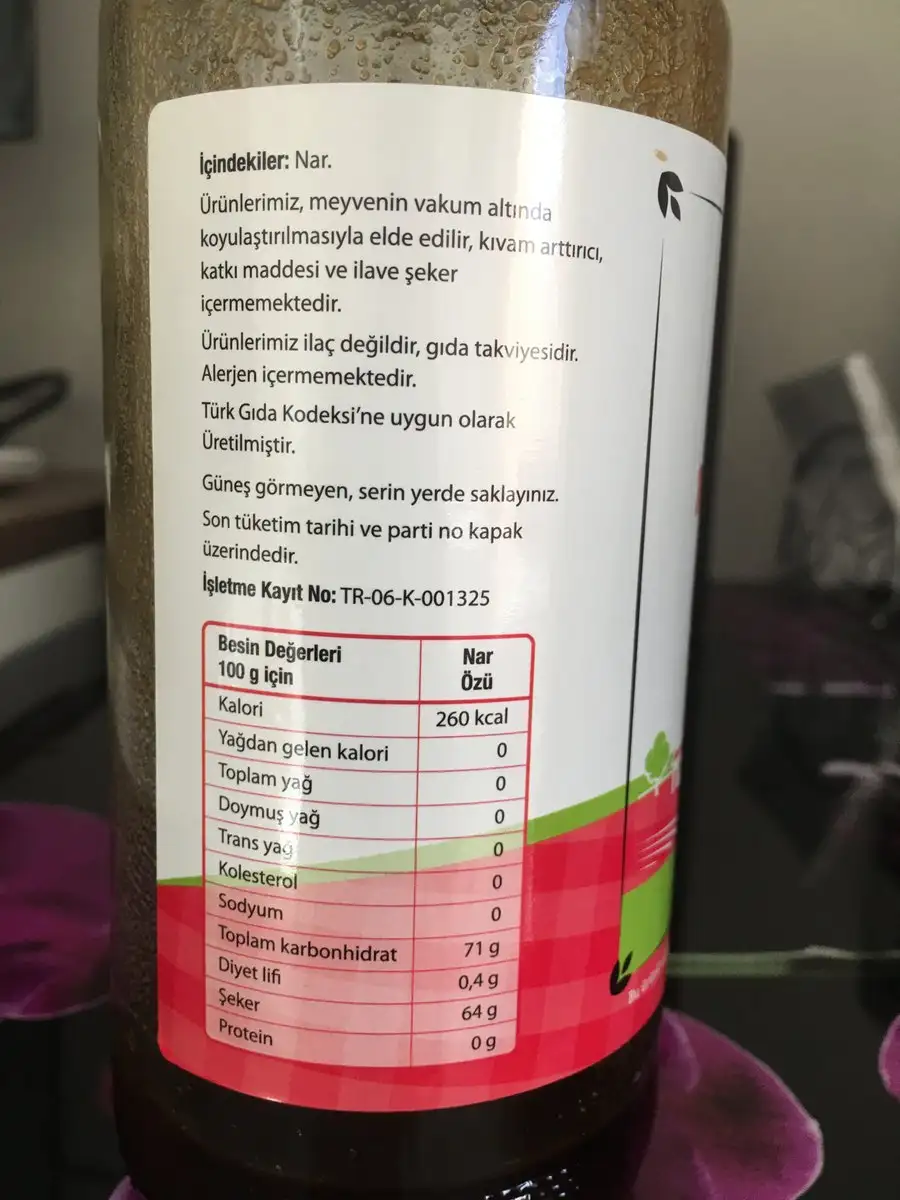 İçindekiler: Nar.
Ürünlerimiz, meyvenin vakum altında
koyulaştırılmasıyla elde edilir, kıvam arttırıcı,
katkı maddesi ve ilave şeker
içermemektedir.
Ürünlerimiz ilaç değildir, gıda takviyesidir.
Alerjen içermemektedir.
Türk Gıda Kodeksi’ne uygun olarak
Üretilmiştir.
Güneş görmeyen, serin yerde saklayınız.
Son tüketim tarihi ve parti no kapak
üzerindedir.
İşletme Kayıt No: TR-06-K-001325
Besin Değerleri
100 g için
Nar
Özü
Kalori 260 kcal
Yağdan gelen kalori 0
Toplam yağ 0
Doymuş yağ 0
Trans yağ 0
Kolesterol 0
Sodyum 0
Toplam karbonhidrat 71 g
Diyet lifi 0,4 g
Şeker 64 g
Protein 0 g